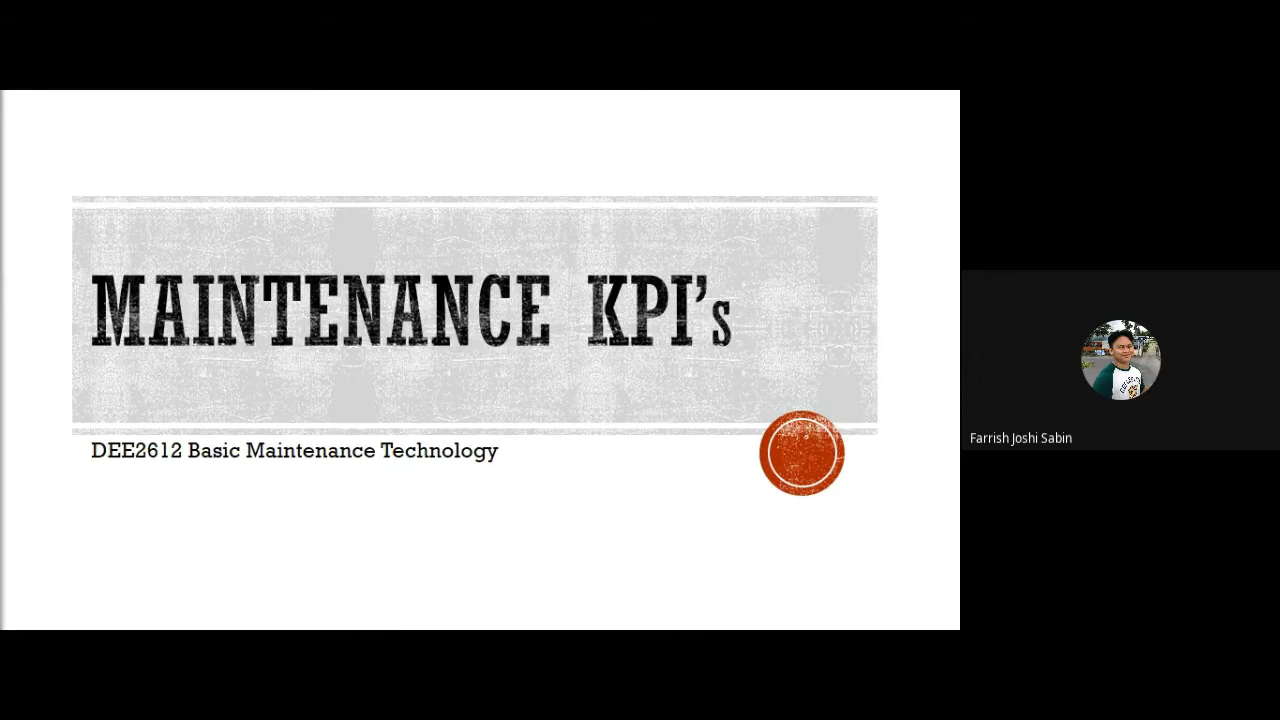 MAINTENANCE KPI's
DEE2612 Basic Maintenance Technology
Farrish Joshi Sabin